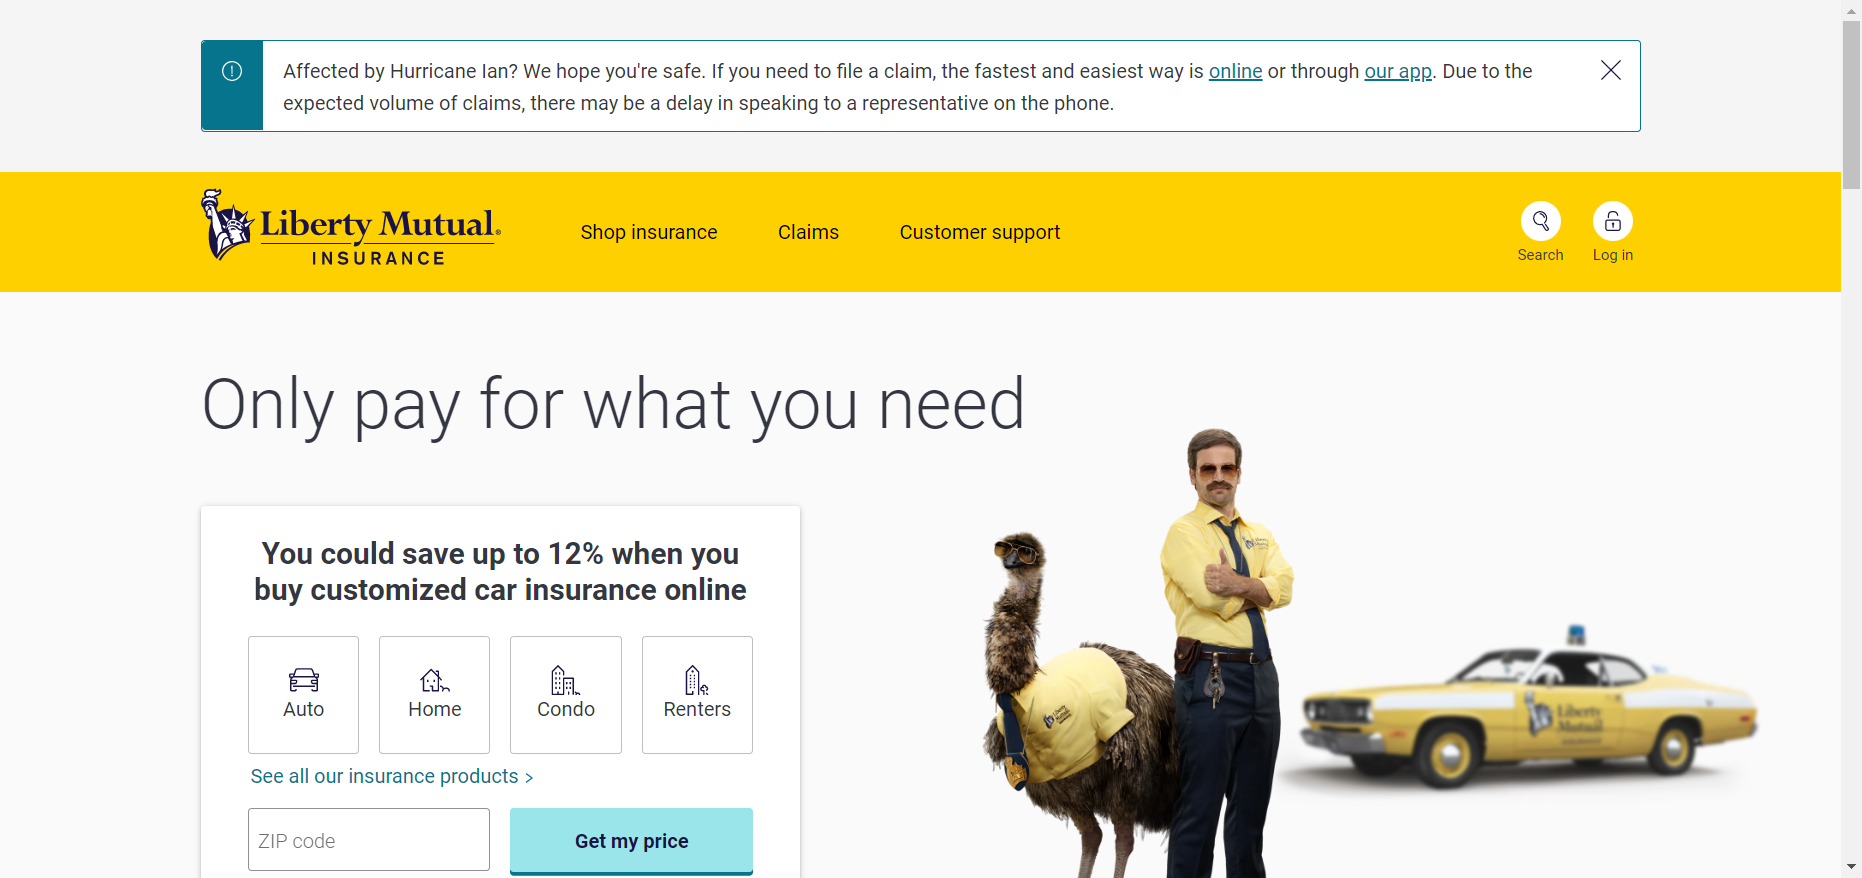 Affected by Hurricane Ian? We hope you're safe. If you need to file a claim, the fastest and easiest way is online or through our app. Due to the
expected volume of claims, there may be a delay in speaking to a representative on the phone.
Liberty Mutual
INSURANCE
Shop insurance
Claims
Customer support
Search
Log in
Only pay for what you need
You could save up to 12% when you
buy customized car insurance online
Auto
Home
Condo
Renters
See all our insurance products >
ZIP code
Get my price
Liberty
Mutual
Liberty
Mutual